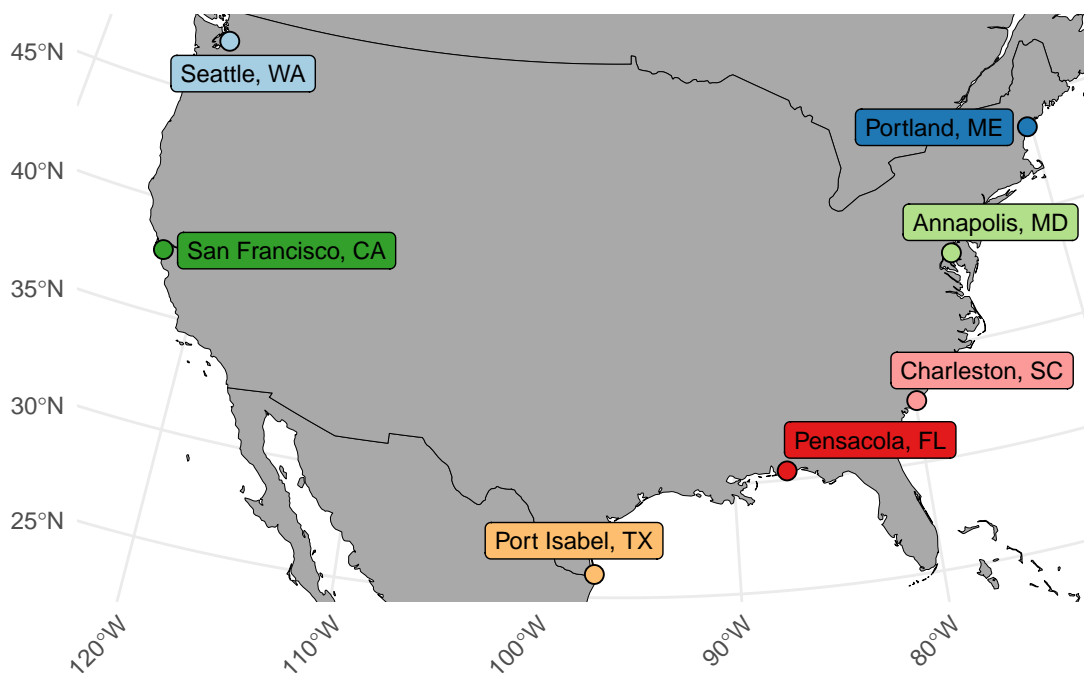 45°N
Seattle, WA
Portland, ME
40°N
Annapolis, MD
San Francisco, CA
35°N
Charleston, SC
30°N
Pensacola, FL
25°N
Port Isabel, TX
120°W
110°W
100°W
90°W
80°W